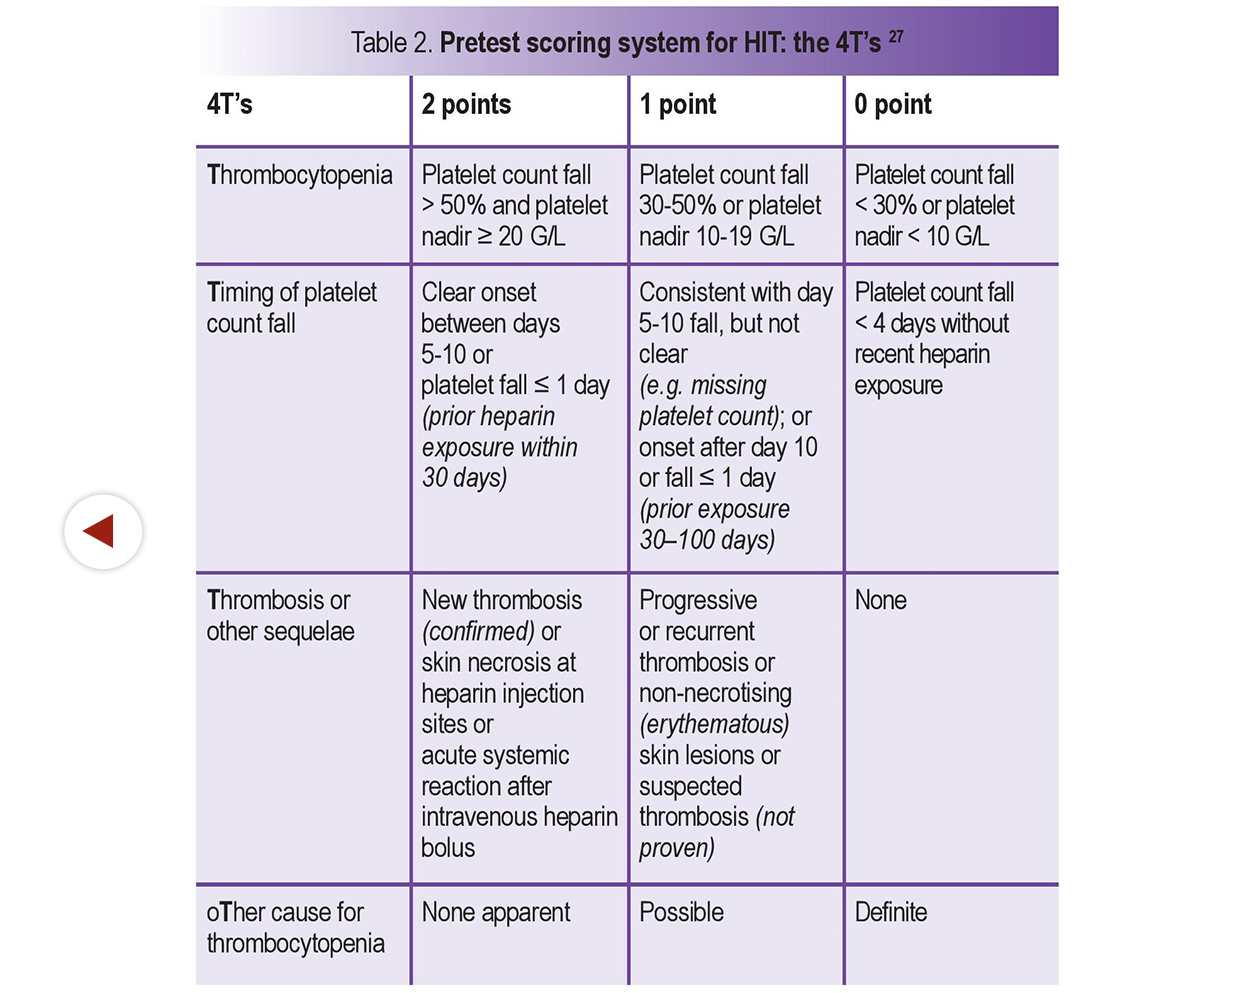 Table 2. Pretest scoring system for HIT: the 4T’s 27
4T’s
2 points
1 point
0 point
Thrombocytopenia
Platelet count fall
> 50% and platelet
nadir ≥ 20 G/L
Platelet count fall
30-50% or platelet
nadir 10-19 G/L
Platelet count fall
< 30% or platelet
nadir < 10 G/L
Timing of platelet
count fall
Clear onset
between days
5-10 or
platelet fall ≤ 1 day
(prior heparin
exposure within
30 days)
Consistent with day
5-10 fall, but not
clear
(e.g. missing
platelet count); or
onset after day 10
or fall ≤ 1 day
(prior exposure
30–100 days)
Platelet count fall
< 4 days without
recent heparin
exposure
Thrombosis or
other sequelae
New thrombosis
(confirmed) or
skin necrosis at
heparin injection
sites or
acute systemic
reaction after
intravenous heparin
bolus
Progressive
or recurrent
thrombosis or
non-necrotising
(erythematous)
skin lesions or
suspected
thrombosis (not
proven)
None
oTher cause for
thrombocytopenia
None apparent
Possible
Definite